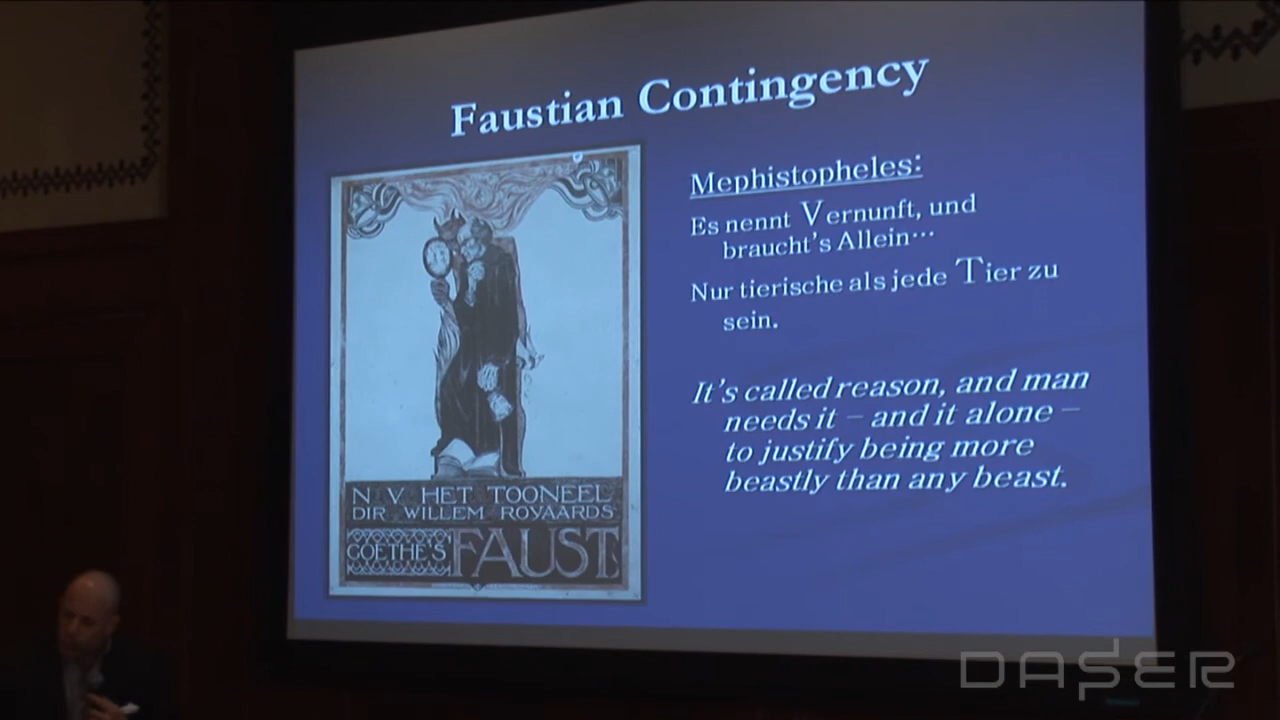 Faustian Contingency
N V HET TOONEEL
DIR WILLEM ROYAARDS
GOETHE'S FAUST
Mephistopheles:
Es nennt Vernunft, und
braucht's Allein…
Nur tierische als jede Tier zu
sein.
It's called reason, and man
needs it – and it alone –
to justify being more
beastly than any beast.
DASER